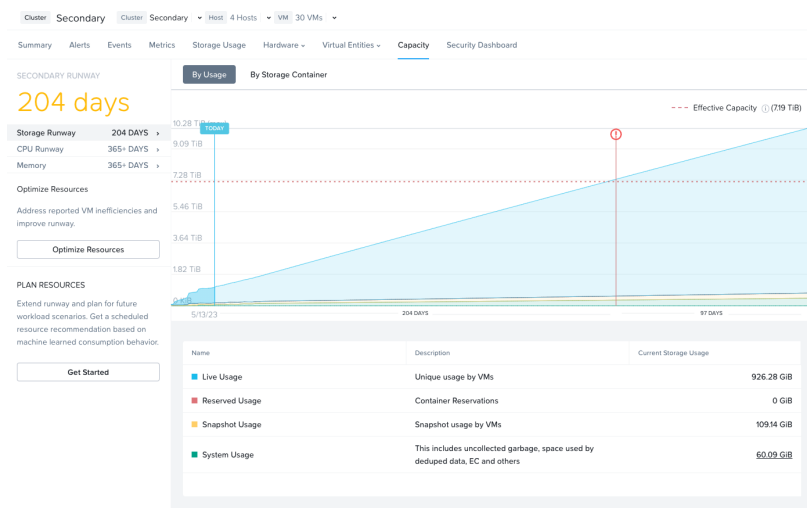 Cluster Secondary Cluster Secondary Host 4 Hosts VM 30 VMs
Summary Alerts Events Metrics Storage Usage Hardware Virtual Entities Capacity Security Dashboard
SECONDARY RUNWAY
204 days
Storage Runway 204 DAYS
CPU Runway 365+ DAYS
Memory 365+ DAYS
Optimize Resources
Address reported VM inefficiencies and
improve runway.
Optimize Resources
PLAN RESOURCES
Extend runway and plan for future
workload scenarios. Get a scheduled
resource recommendation based on
machine learned consumption behavior.
Get Started
By Usage By Storage Container
Effective Capacity (7.19 TiB)
10.28 TiB
TODAY
9.09 TiB
7.28 TiB
5.46 TiB
3.64 TiB
1.82 TiB
5/13/23 204 DAYS 97 DAYS
Name Description Current Storage Usage
Live Usage Unique usage by VMs 926.28 GiB
Reserved Usage Container Reservations 0 GiB
Snapshot Usage Snapshot usage by VMs 109.14 GiB
System Usage This includes uncollected garbage, space used by
deduped data, EC and others 60.09 GiB